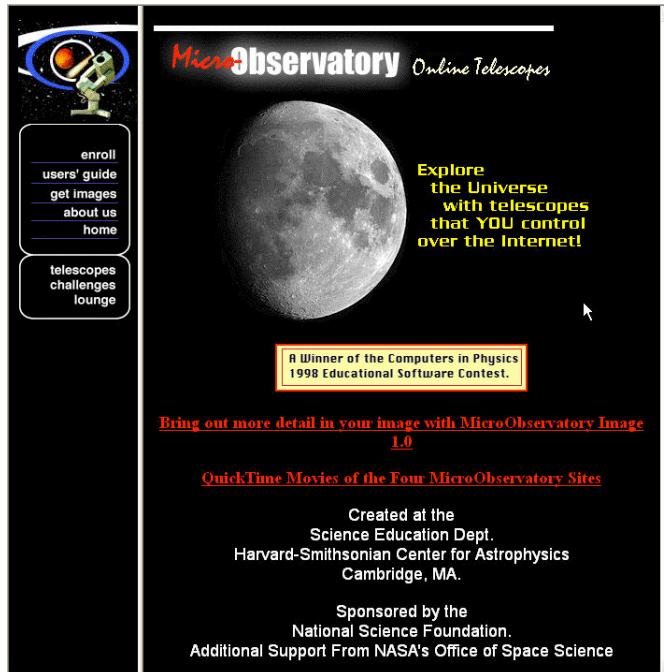 Micro-Observatory Online Telescopes
enroll
users' guide
get images
about us
home
telescopes
challenges
lounge
Explore
the Universe
with telescopes
that YOU control
over the Internet!
A Winner of the Computers in Physics
1998 Educational Software Contest.
Bring out more detail in your image with MicroObservatory Image
1.0
QuickTime Movies of the Four MicroObservatory Sites
Created at the
Science Education Dept.
Harvard-Smithsonian Center for Astrophysics
Cambridge, MA.
Sponsored by the
National Science Foundation.
Additional Support From NASA's Office of Space Science